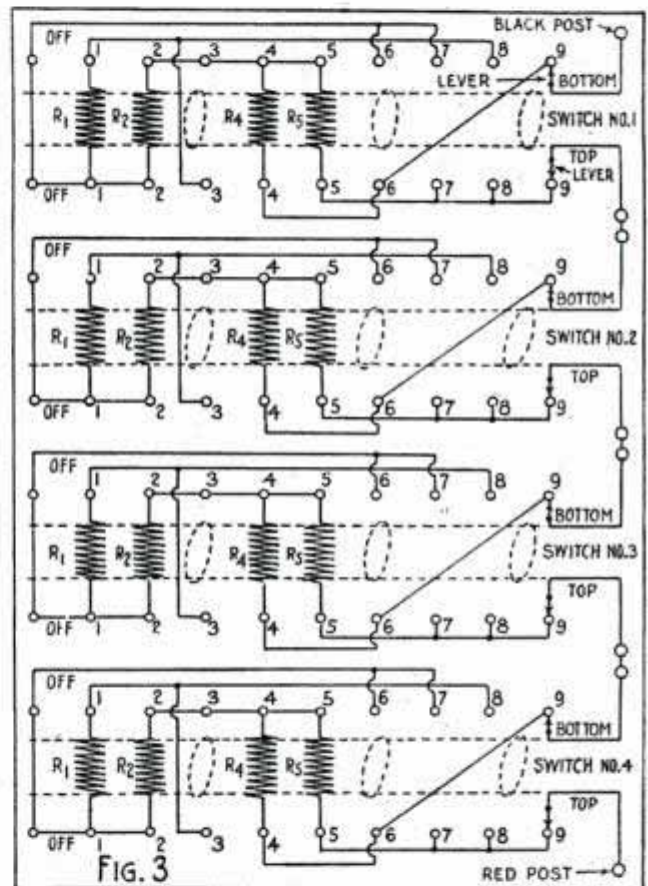 BLACK POST
OFF 1 2 3 4 5 6 7 8 9
LEVER BOTTOM
R1 R2 R4 R5 SWITCH NO.1
TOP
LEVER
OFF 1 2 3 4 5 6 7 8 9
OFF 1 2 3 4 5 6 7 8 9
BOTTOM
R1 R2 R4 R5 SWITCH NO.2
TOP
OFF 1 2 3 4 5 6 7 8 9
OFF 1 2 3 4 5 6 7 8 9
BOTTOM
R1 R2 R4 R5 SWITCH NO.3
TOP
OFF 1 2 3 4 5 6 7 8 9
OFF 1 2 3 4 5 6 7 8 9
BOTTOM
R1 R2 R4 R5 SWITCH NO.4
TOP
OFF 1 2 3 4 5 6 7 8 9
FIG. 3 RED POST